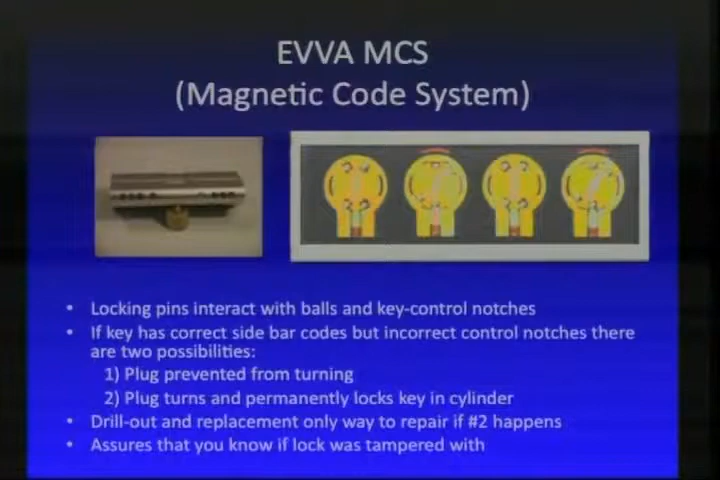 EVVA MCS
(Magnetic Code System)
• Locking pins interact with balls and key-control notches
• If key has correct side bar codes but incorrect control notches there
are two possibilities:
1) Plug prevented from turning
2) Plug turns and permanently locks key in cylinder
• Drill-out and replacement only way to repair if #2 happens
• Assures that you know if lock was tampered with